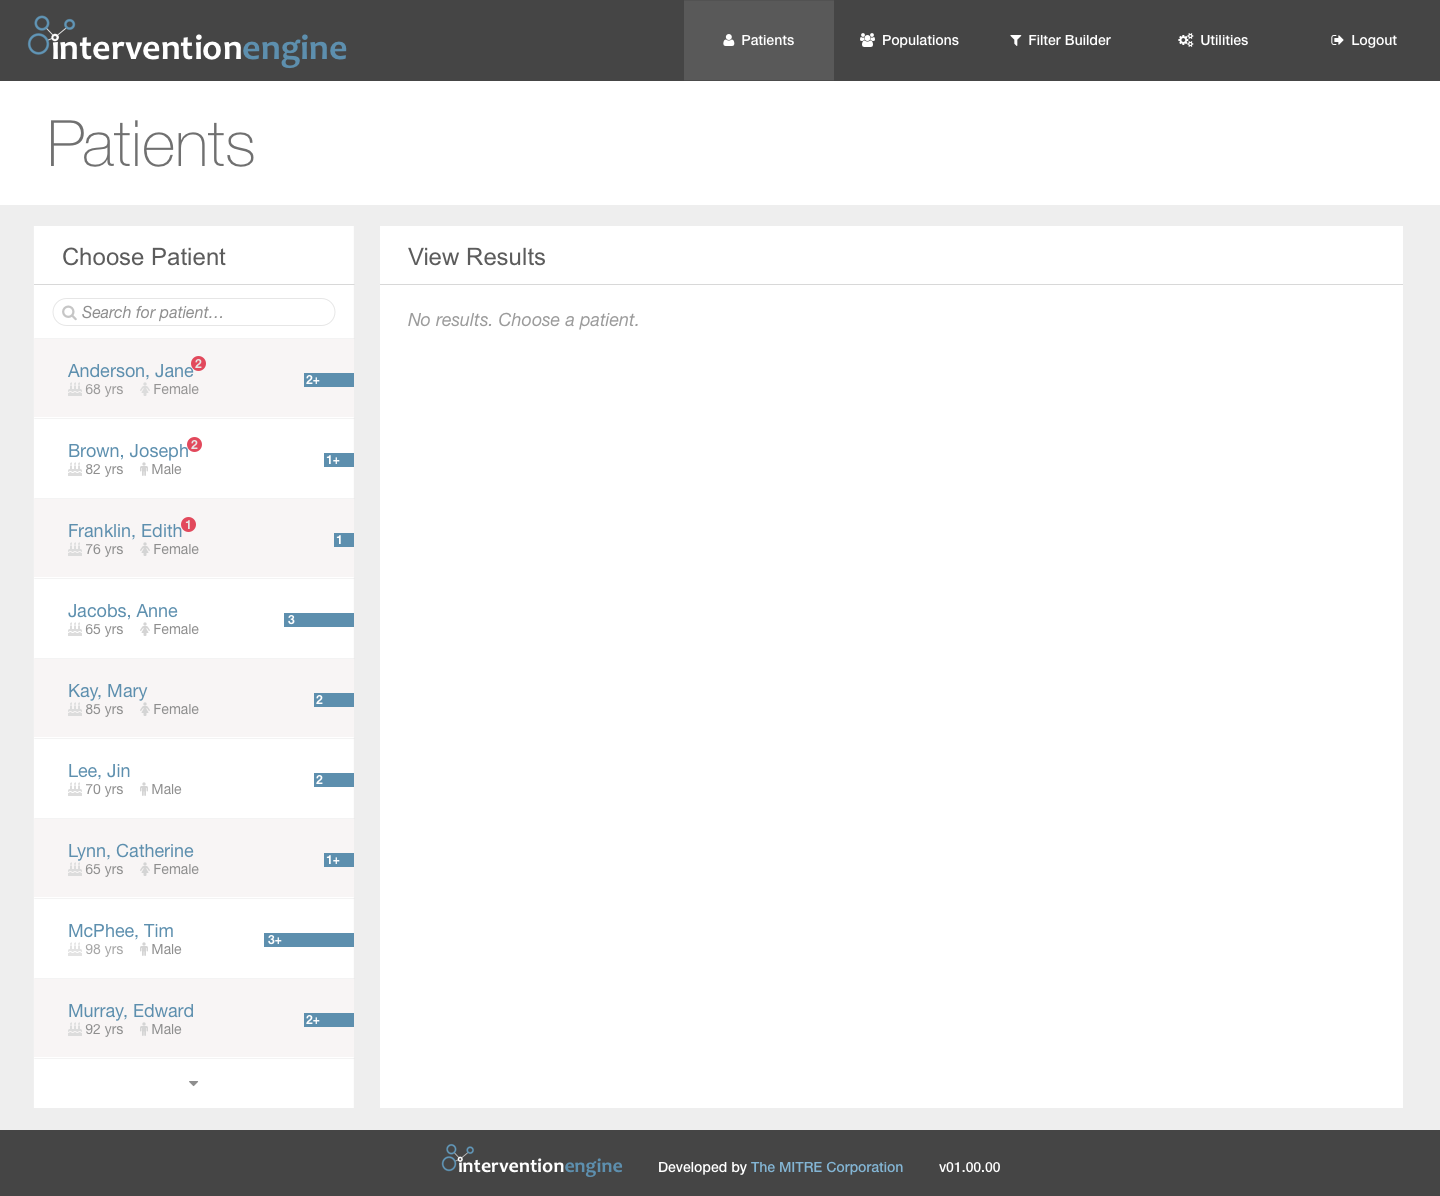 interventionengine
Patients
Populations
Filter Builder
Utilities
Logout
Patients
Choose Patient
Search for patient...
Anderson, Jane 2
68 yrs Female
2+
Brown, Joseph 2
82 yrs Male
1+
Franklin, Edith 1
76 yrs Female
1
Jacobs, Anne
65 yrs Female
3
Kay, Mary
85 yrs Female
2
Lee, Jin
70 yrs Male
2
Lynn, Catherine
65 yrs Female
1+
McPhee, Tim
98 yrs Male
3+
Murray, Edward
92 yrs Male
2+
View Results
No results. Choose a patient.
interventionengine
Developed by The MITRE Corporation
v01.00.00